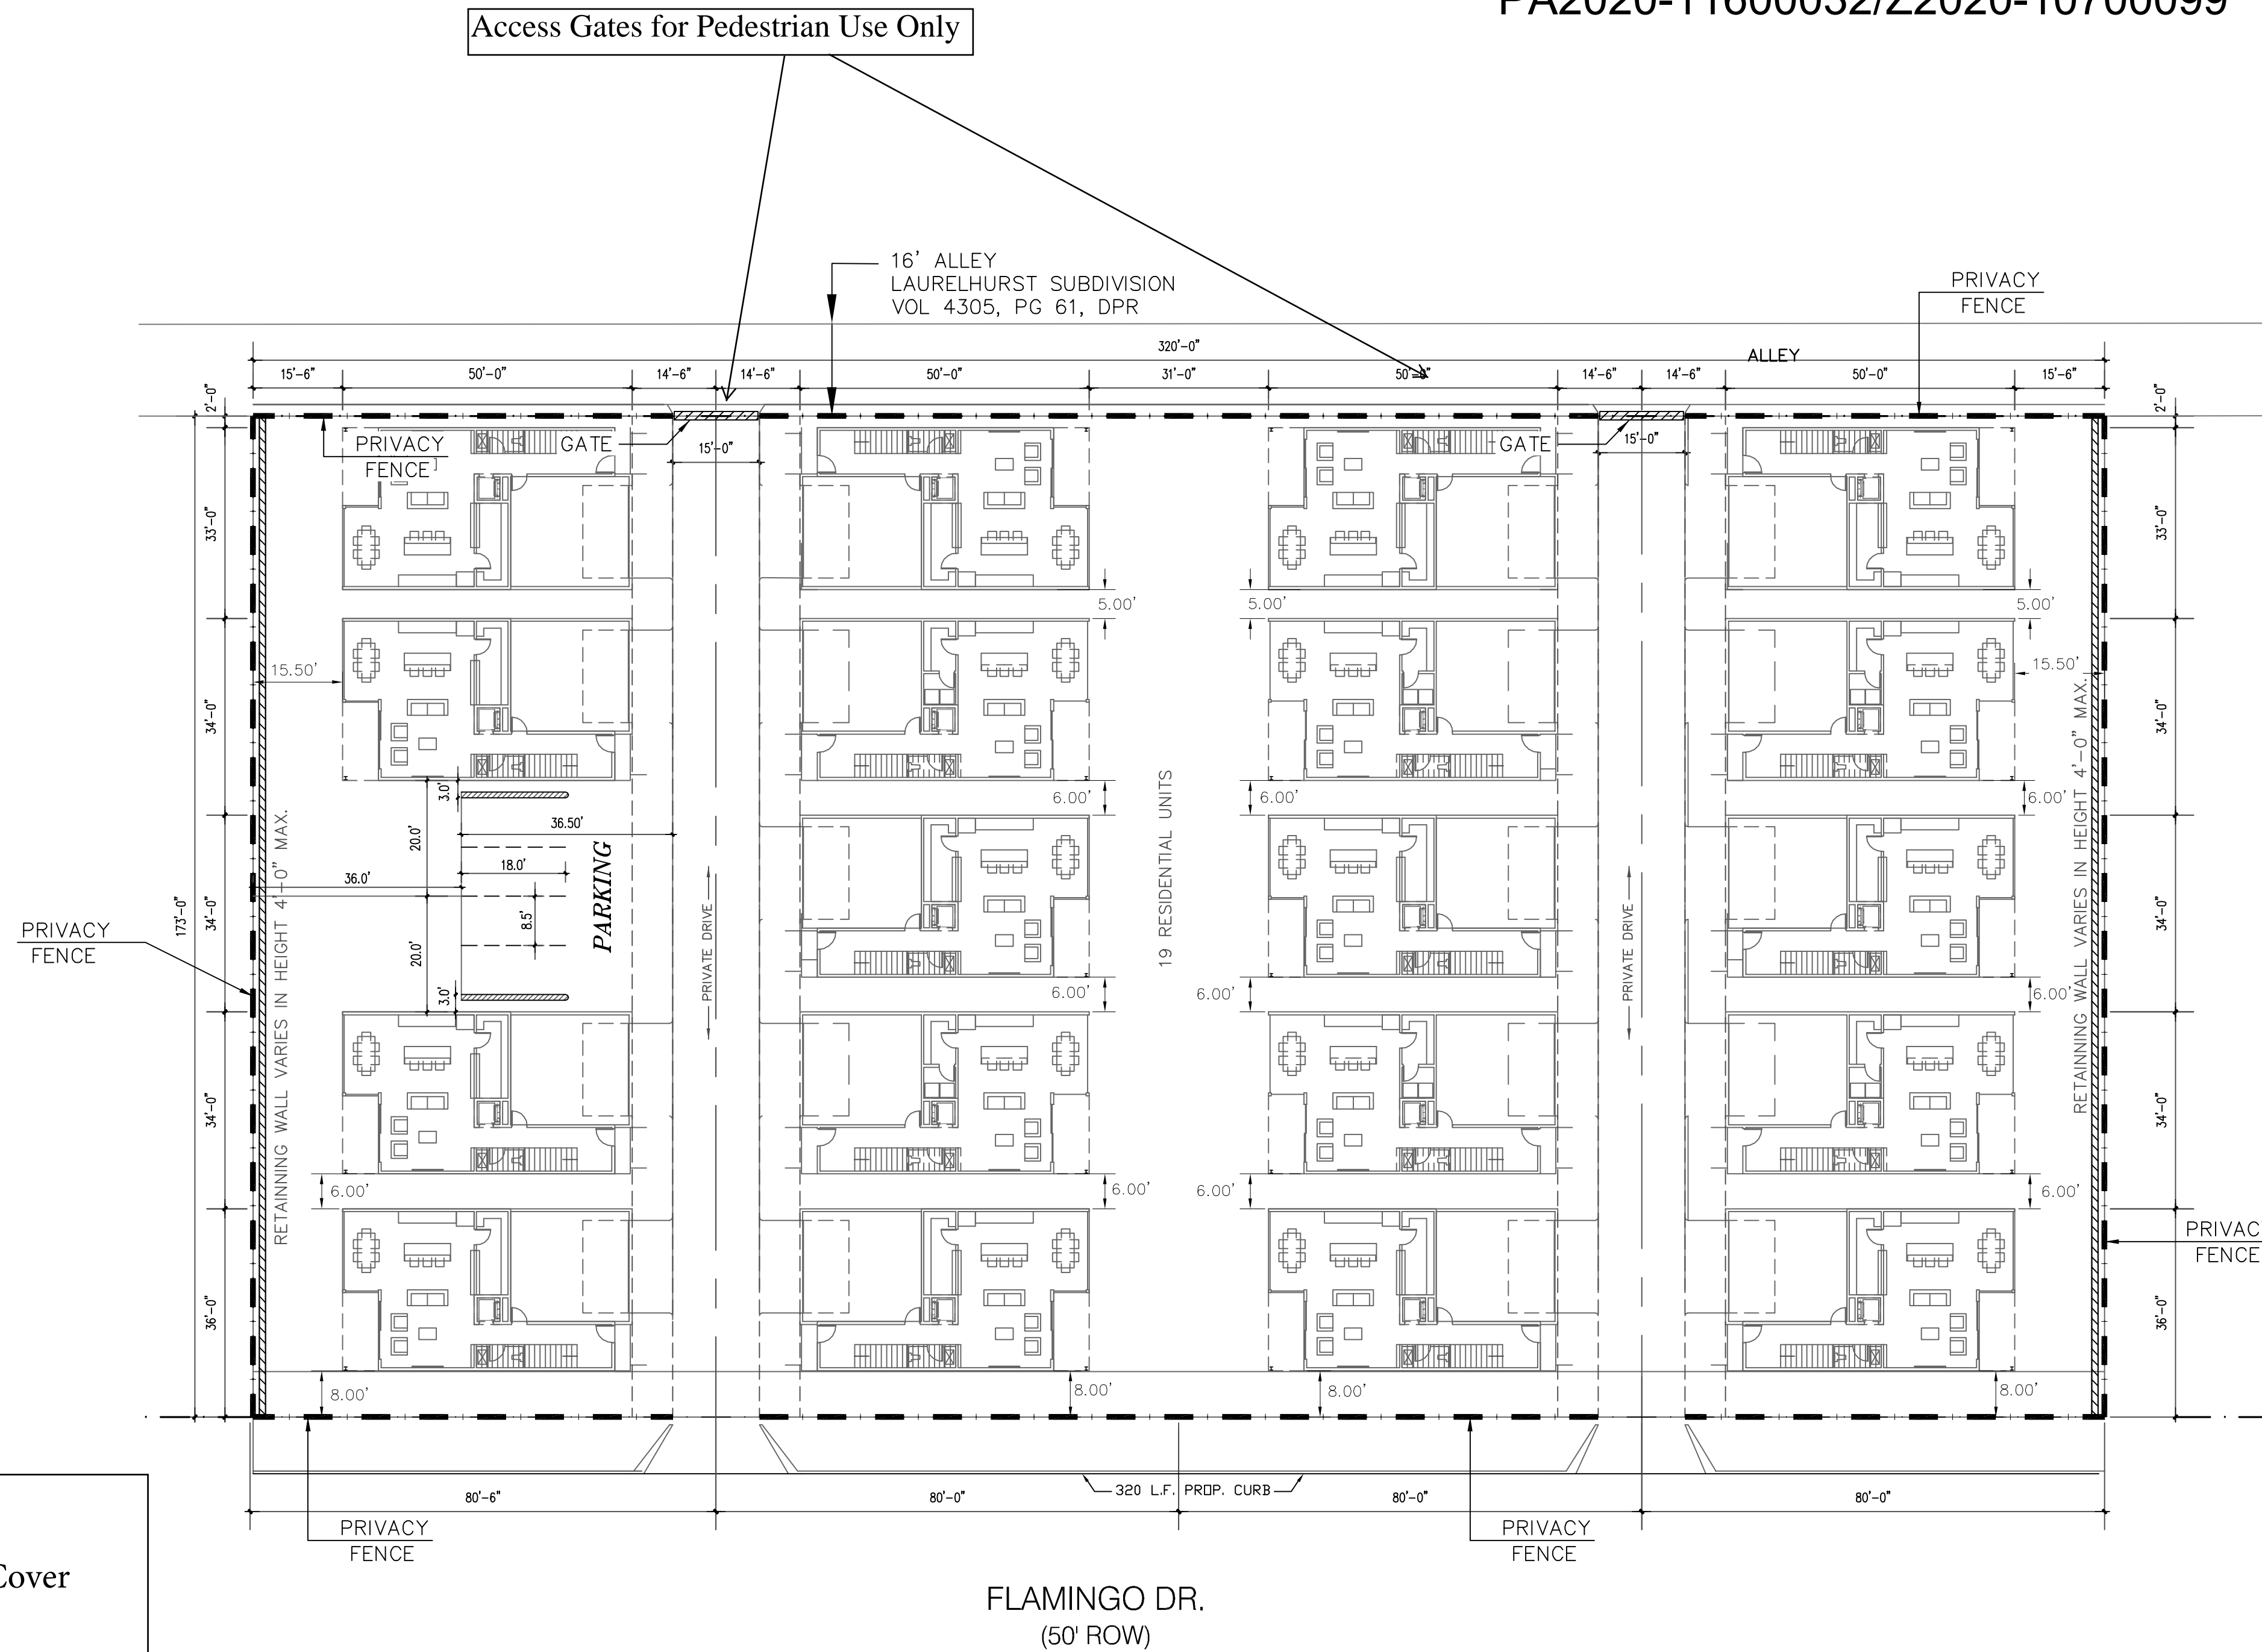 PA2020-11600032/Z2020-10700099
Access Gates for Pedestrian Use Only
16' ALLEY
LAURELHURST SUBDIVISION
VOL 4305, PG 61, DPR
PRIVACY
FENCE
320'-0"
ALLEY
15'-6"
50'-0"
14'-6"
14'-6"
50'-0"
31'-0"
50'-0"
14'-6"
14'-6"
50'-0"
15'-6"
2'-0"
2'-0"
PRIVACY
FENCE
GATE
15'-0"
GATE
15'-0"
33'-0"
33'-0"
5.00'
5.00'
5.00'
15.50'
15.50'
34'-0"
34'-0"
3.0'
6.00'
6.00'
6.00'
20.0'
36.50'
18.0'
36.0'
8.5'
20.0'
3.0'
PARKING
PRIVATE DRIVE
19 RESIDENTIAL UNITS
PRIVATE DRIVE
RETAINNING WALL VARIES IN HEIGHT 4'-0" MAX.
RETAINNING WALL VARIES IN HEIGHT 4'-0" MAX.
173'-0"
34'-0"
34'-0"
PRIVACY
FENCE
6.00'
6.00'
6.00'
34'-0"
34'-0"
6.00'
6.00'
6.00'
6.00'
PRIVAC
FENCE
36'-0"
36'-0"
8.00'
8.00'
8.00'
8.00'
320 L.F. PROP. CURB
80'-6"
80'-0"
80'-0"
80'-0"
PRIVACY
FENCE
PRIVACY
FENCE
Cover
FLAMINGO DR.
(50' ROW)